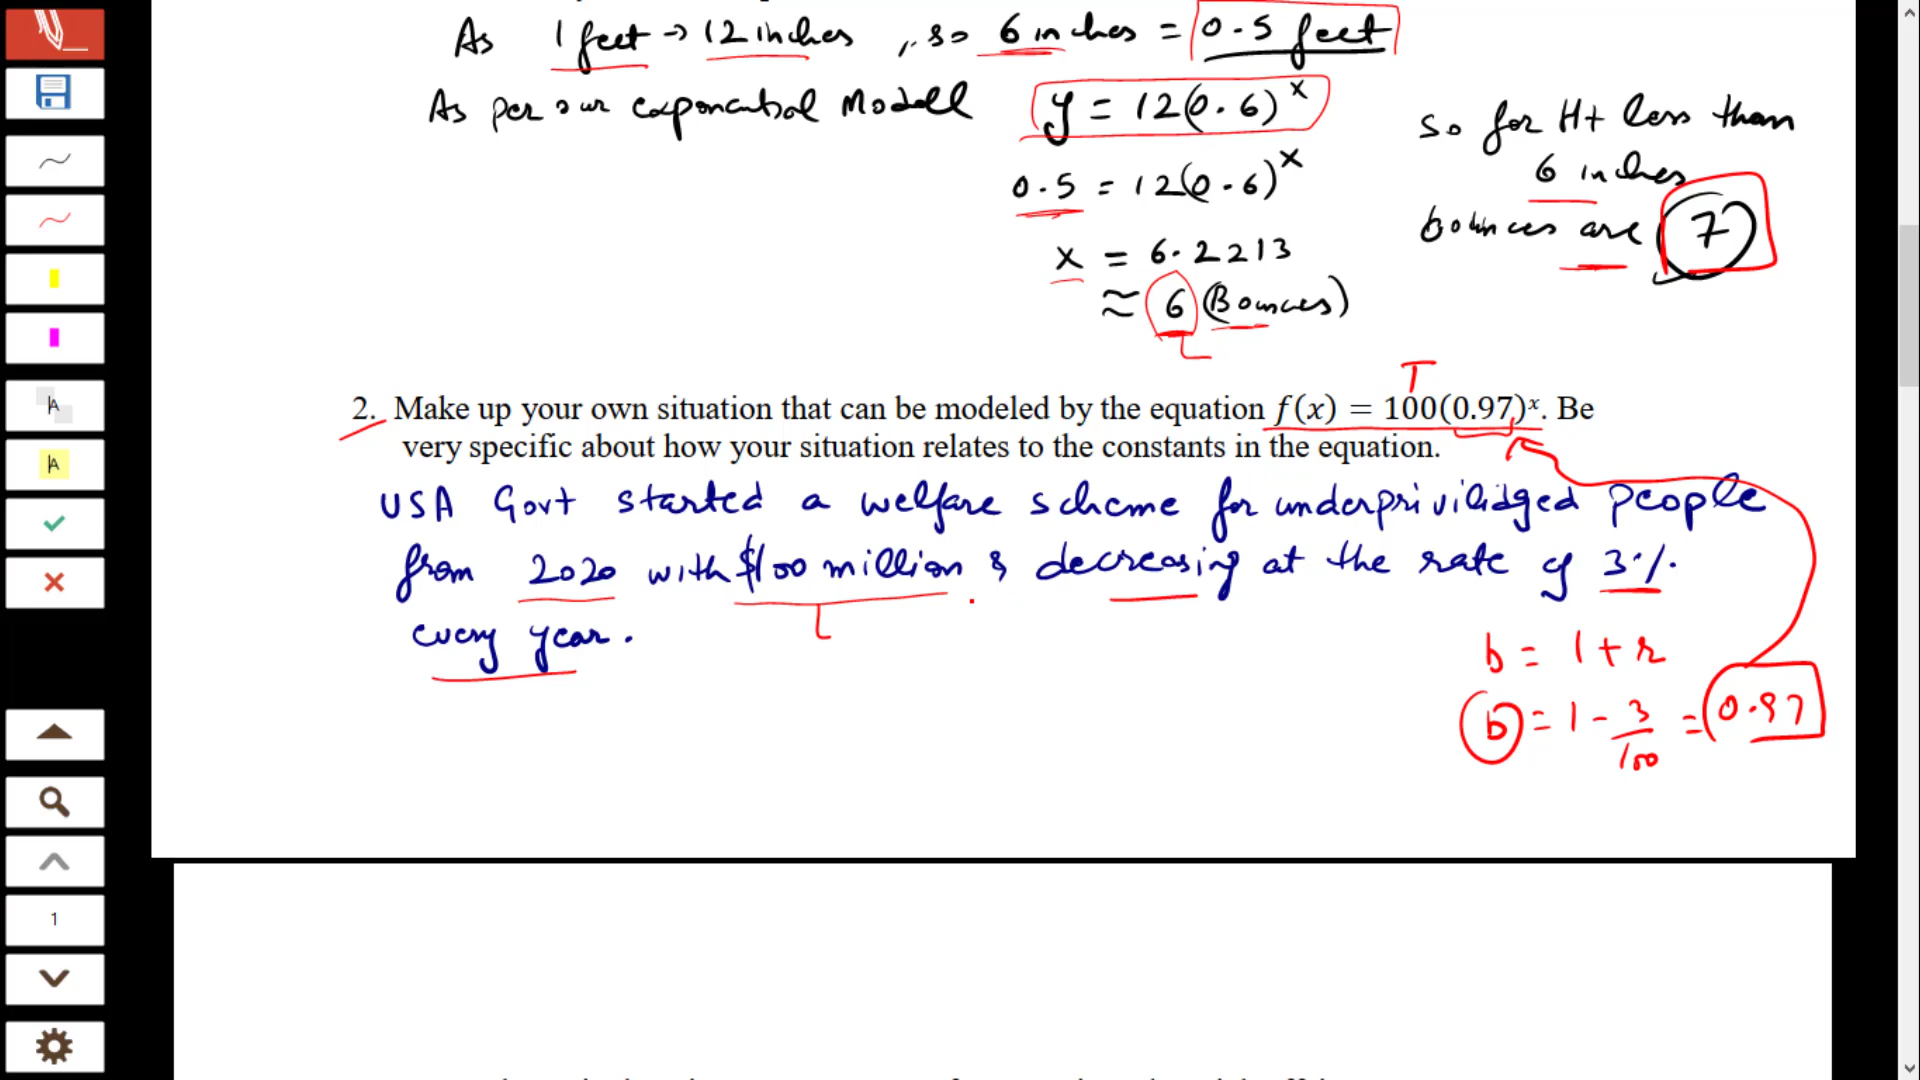 As 1 feet → 12 inches , so 6 inches = 0.5 feet
As per our exponential Modell y = 12(0.6)^x
0.5 = 12(0.6)^x
x = 6.2213
≈ 6 (Bounces)
so for Ht less than
6 inches
bounces are 7
T
2. Make up your own situation that can be modeled by the equation f(x) = 100(0.97)^x. Be
very specific about how your situation relates to the constants in the equation.
USA Govt started a welfare scheme for underprivilidged people
from 2020 with $100 million & decreasing at the rate of 3%.
every year.
b = 1 + r
b = 1 - 3/100 = 0.97
1